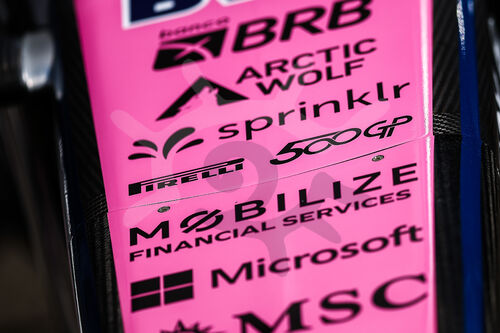 banco
BRB
ARCTIC
WOLF
sprinklr
PIRELLI 500GP
MOBILIZE
FINANCIAL SERVICES
Microsoft
MSC